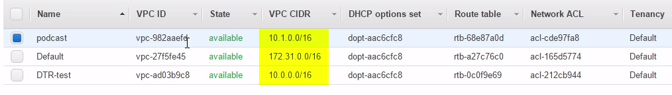 Name VPC ID State VPC CIDR DHCP options set Route table Network ACL Tenancy
podcast vpc-982aaefd available 10.1.0.0/16 dopt-aac6cfc8 rtb-68e87a0d acl-cde97fa8 Default
Default vpc-27f5fe45 available 172.31.0.0/16 dopt-aac6cfc8 rtb-a27c76c0 acl-165d5774 Default
DTR-test vpc-ad03b9c8 available 10.0.0.0/16 dopt-aac6cfc8 rtb-0c0f9e69 acl-212cb944 Default